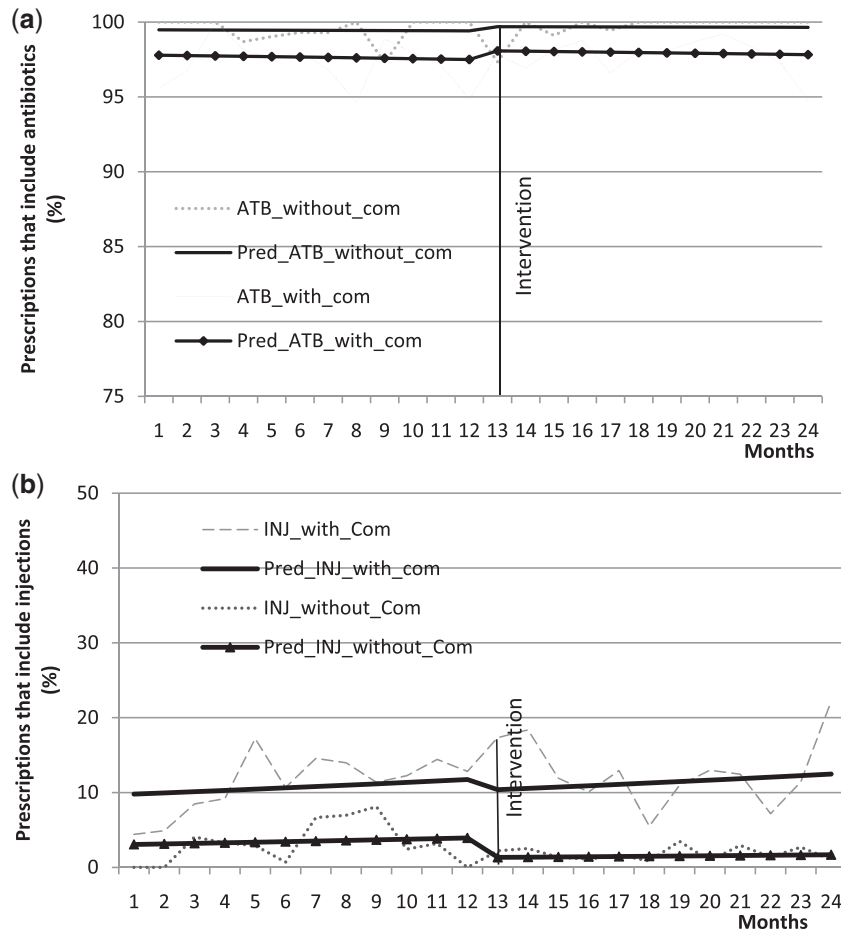 (a)
Prescriptions that include antibiotics
(%)
100
95
90
85
80
75
ATB_without_com
Pred_ATB_without_com
ATB_with_com
Pred_ATB_with_com
Intervention
1 2 3 4 5 6 7 8 9 10 11 12 13 14 15 16 17 18 19 20 21 22 23 24
Months
(b)
Prescriptions that include injections
(%)
50
40
30
20
10
0
INJ_with_Com
Pred_INJ_with_com
INJ_without_Com
Pred_INJ_without_Com
Intervention
1 2 3 4 5 6 7 8 9 10 11 12 13 14 15 16 17 18 19 20 21 22 23 24
Months